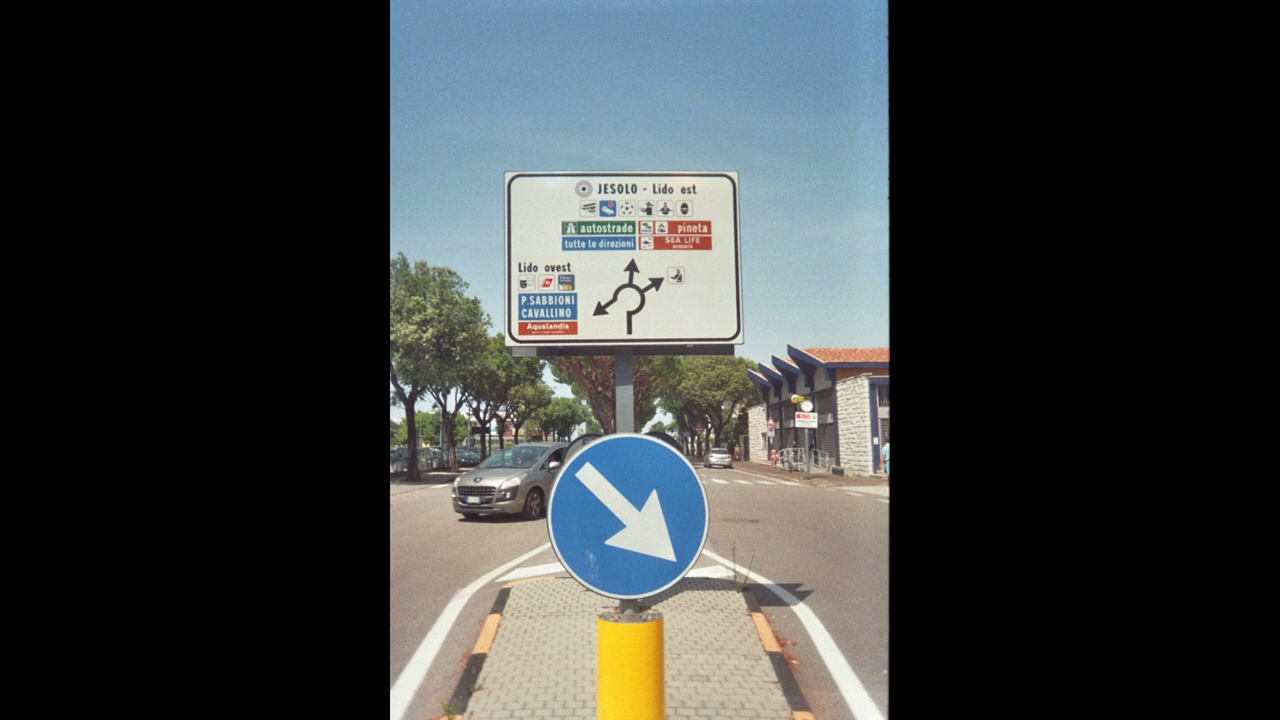 JESOLO - Lido est
autostrade
pineta
tutte le direzioni
SEA LIFE
Lido ovest
P.SABBIONI
CAVALLINO
Aqualandia